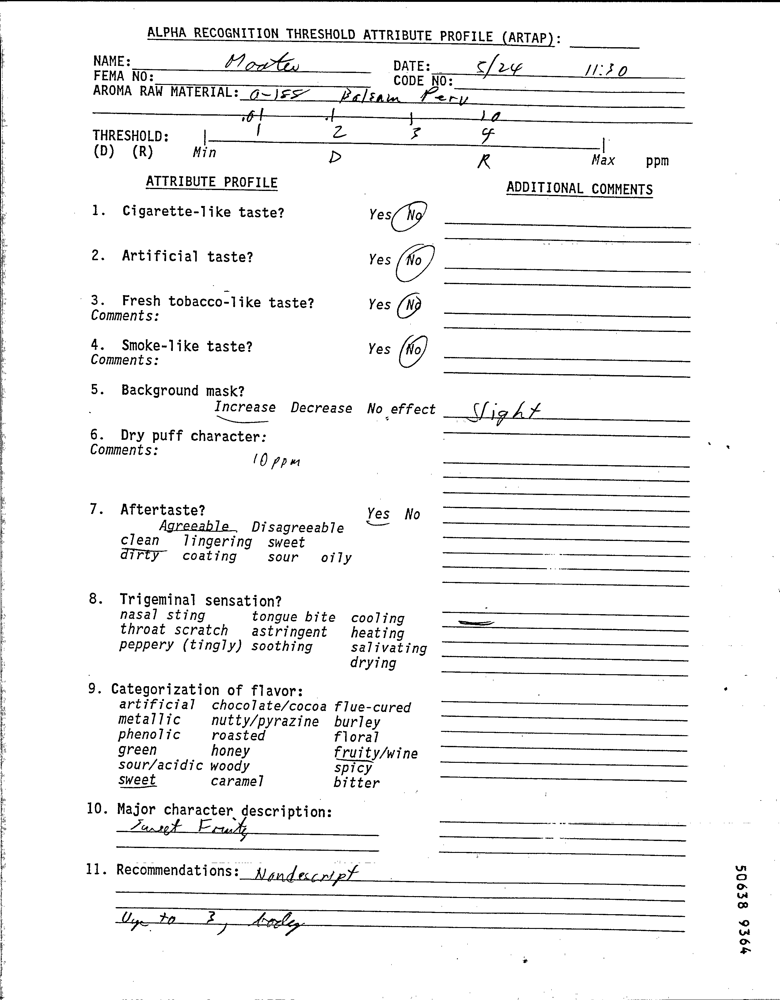 ALPHA RECOGNITION THRESHOLD ATTRIBUTE PROFILE (ARTAP):
NAME:
DATE: 5/24 11:30
FEMA NO:
CODE NO:
AROMA RAW MATERIAL: Balsam Peru
.01 .1 1 10
THRESHOLD: 1 2 3 4
(D) (R) Min D R Max ppm
ATTRIBUTE PROFILE
ADDITIONAL COMMENTS
1. Cigarette-like taste? Yes No
2. Artificial taste? Yes No
3. Fresh tobacco-like taste? Yes No
Comments:
4. Smoke-like taste? Yes No
Comments:
5. Background mask?
Increase Decrease No effect Slight
6. Dry puff character:
Comments:
10 ppm
7. Aftertaste? Yes No
Agreeable Disagreeable
clean lingering sweet
dirty coating sour oily
8. Trigeminal sensation?
nasal sting tongue bite cooling
throat scratch astringent heating
peppery (tingly) soothing salivating
drying
9. Categorization of flavor:
artificial chocolate/cocoa flue-cured
metallic nutty/pyrazine burley
phenolic roasted floral
green honey fruity/wine
sour/acidic woody spicy
sweet caramel bitter
10. Major character description:
Sweet Fruity
11. Recommendations: Nondescript
Up to 3, body
50638 9364